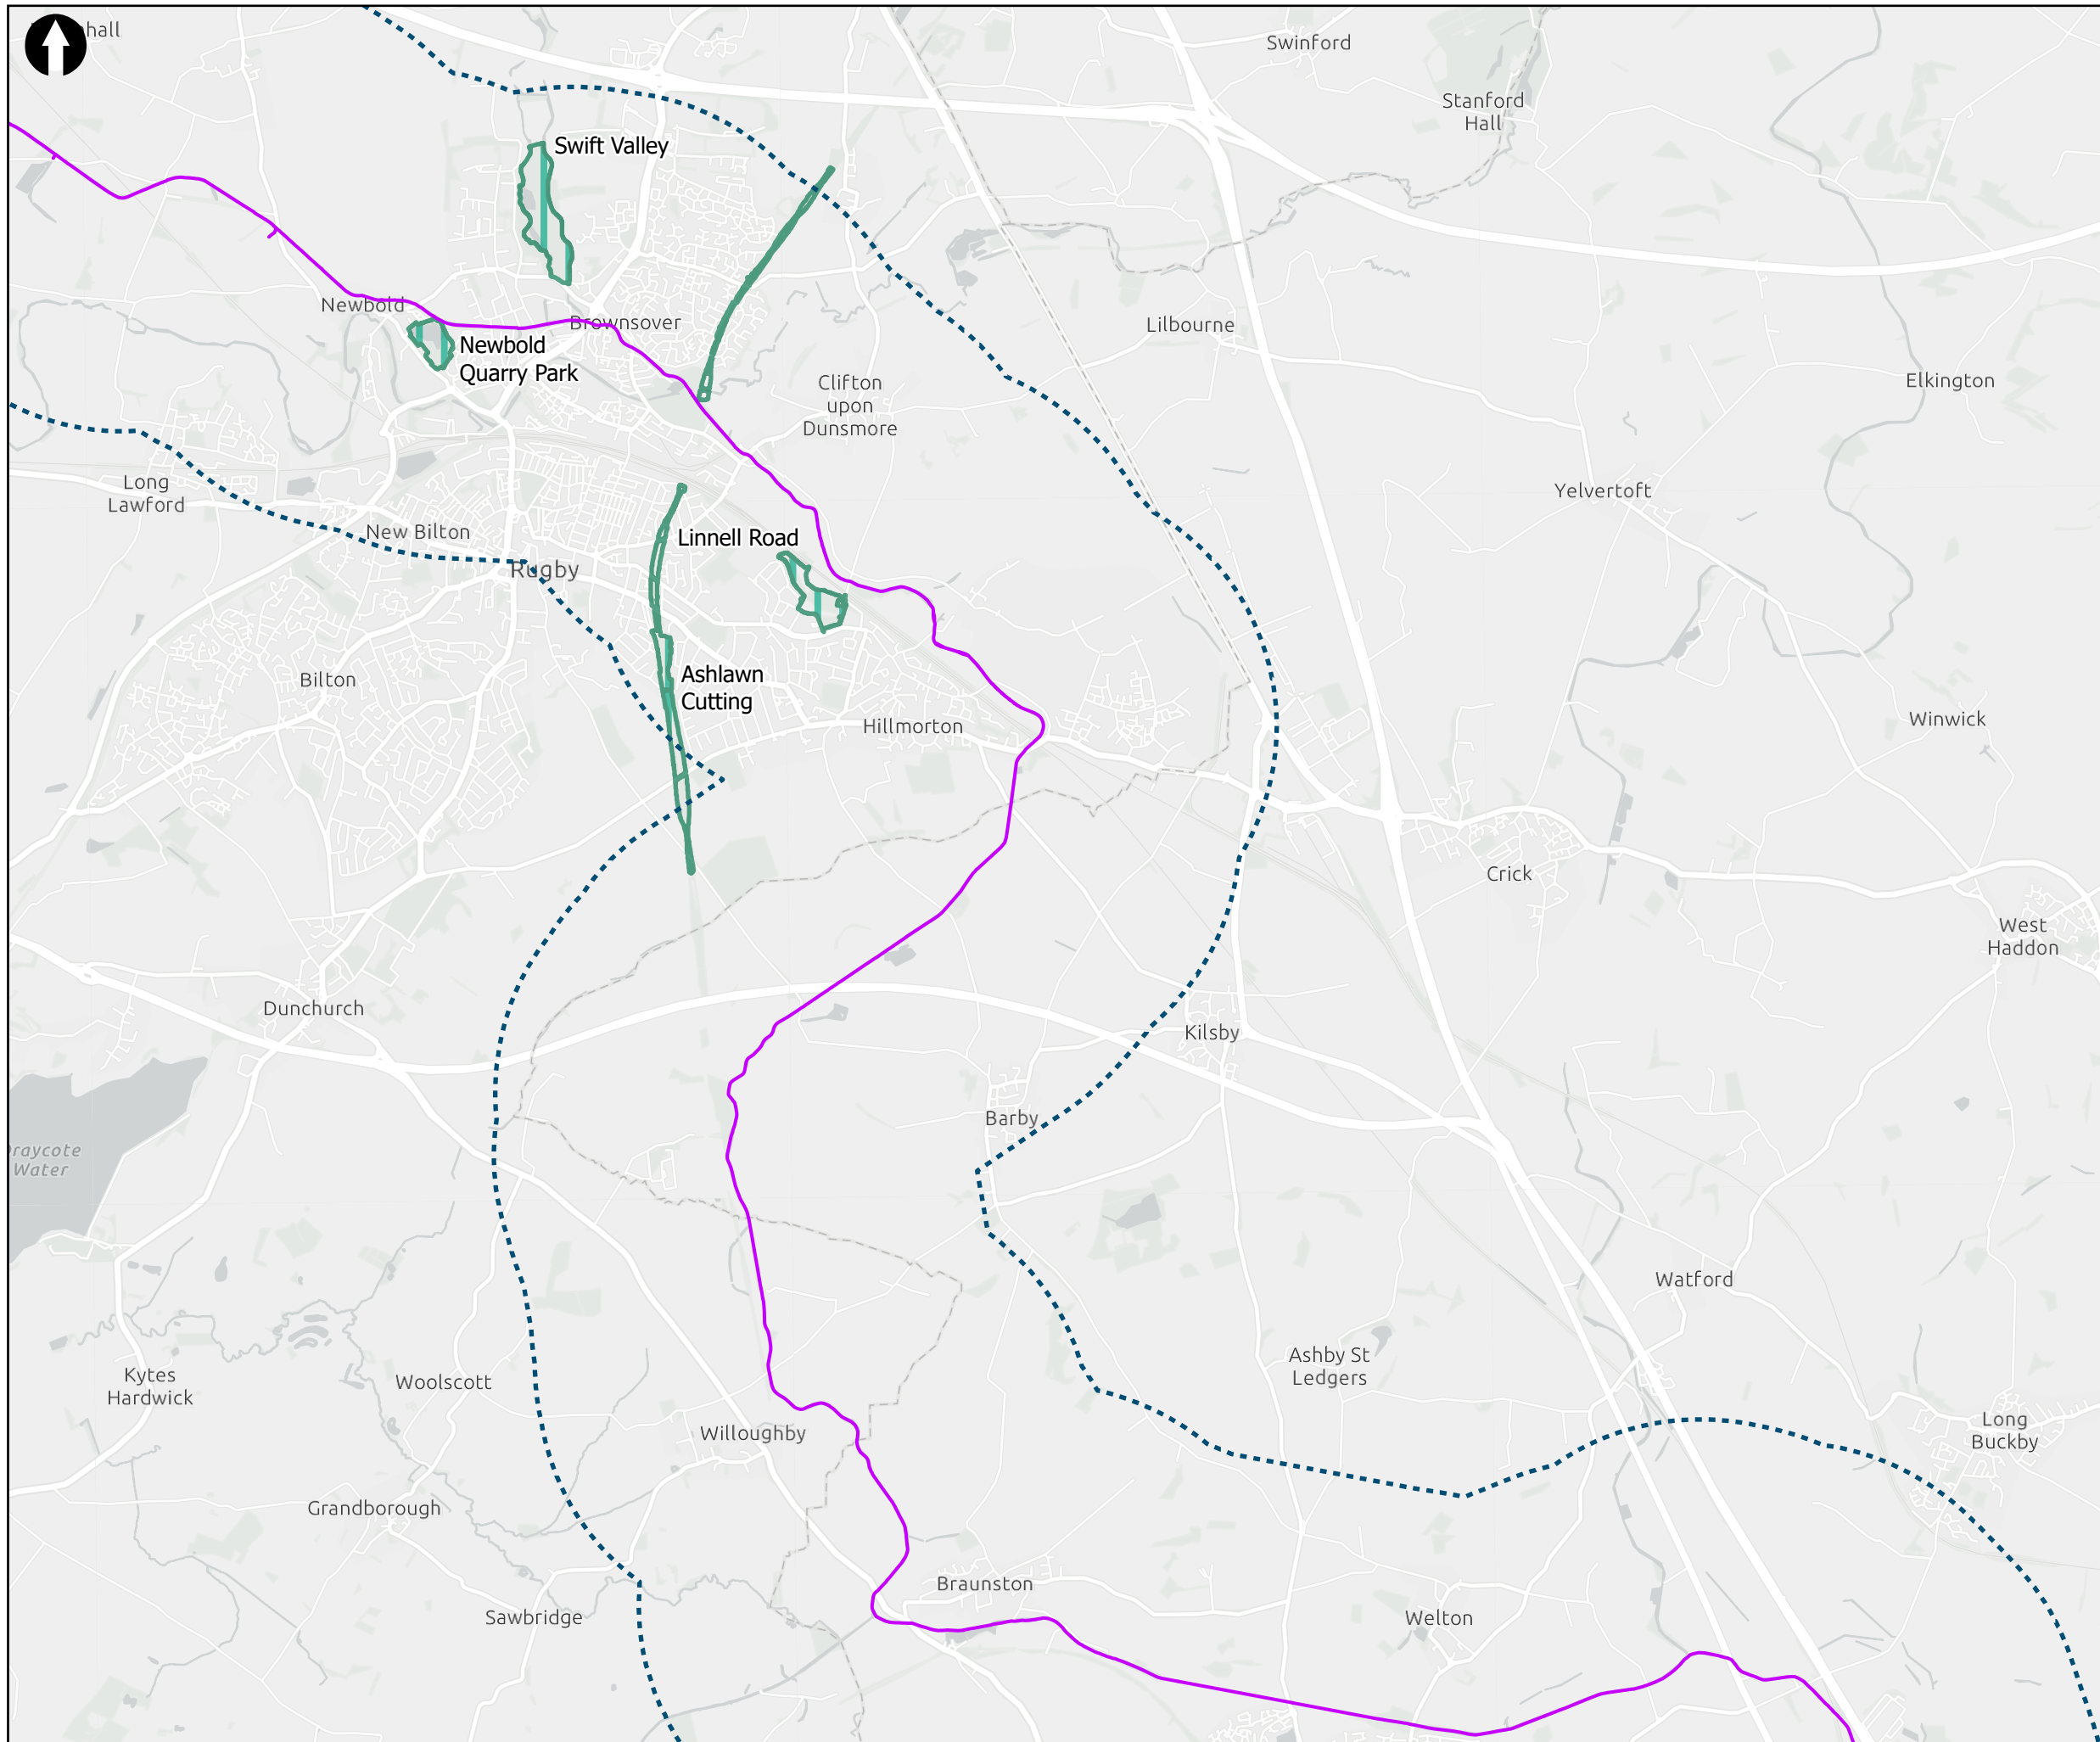 Swinford
Stanford
Hall
Swift Valley
Newbold
Brownsover
Lilbourne
Newbold
Quarry Park
Clifton
upon
Dunsmore
Elkington
Long
Lawford
Yelvertoft
New Bilton
Linnell Road
Rugby
Bilton
Ashlawn
Cutting
Hillmorton
Winwick
Crick
West
Haddon
Dunchurch
Kilsby
Barby
Water
Watford
Kytes
Hardwick
Woolscott
Ashby St
Ledgers
Willoughby
Long
Buckby
Grandborough
Braunston
Sawbridge
Welton